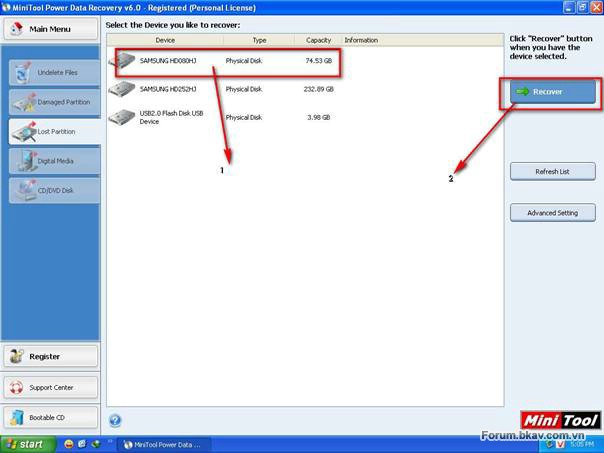 MiniTool Power Data Recovery v6.0 - Registered (Personal License)
Main Menu
Undelete Files
Damaged Partition
Lost Partition
Digital Media
CD/DVD Disk
Register
Support Center
Bootable CD
Select the Device you like to recover:
Device Type Capacity Information
SAMSUNG HD080HJ Physical Disk 74.53 GB
SAMSUNG HD252HJ Physical Disk 232.89 GB
USB2.0 Flash Disk USB
Device
Physical Disk 3.98 GB
1
2
Click "Recover" button
when you have the
device selected.
Recover
Refresh List
Advanced Setting
Mini Tool
Forum.bkav.com.vn
start
MiniTool Power Data ...
V
5:05 PM